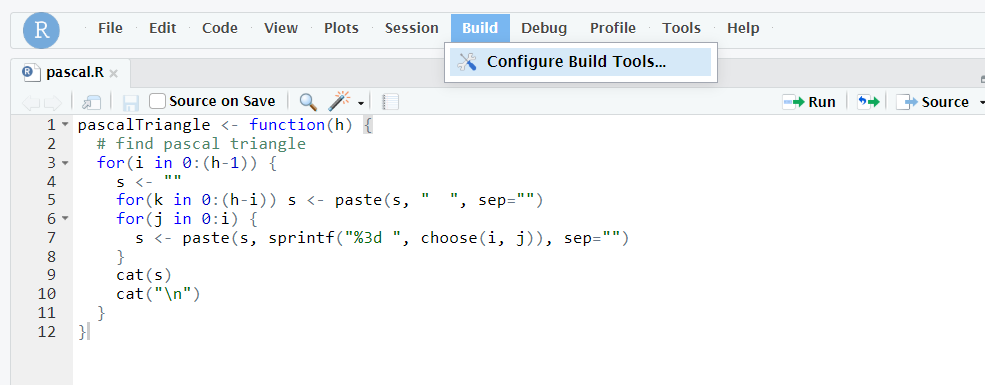 R File Edit Code View Plots Session Build Debug Profile Tools Help
Configure Build Tools...
R pascal.R ×
Source on Save Run Source
1 pascalTriangle <- function(h) {
2   # find pascal triangle
3   for(i in 0:(h-1)) {
4     s <- ""
5     for(k in 0:(h-i)) s <- paste(s, "  ", sep="")
6     for(j in 0:i) {
7       s <- paste(s, sprintf("%3d ", choose(i, j)), sep="")
8     }
9     cat(s)
10     cat("\n")
11   }
12 }